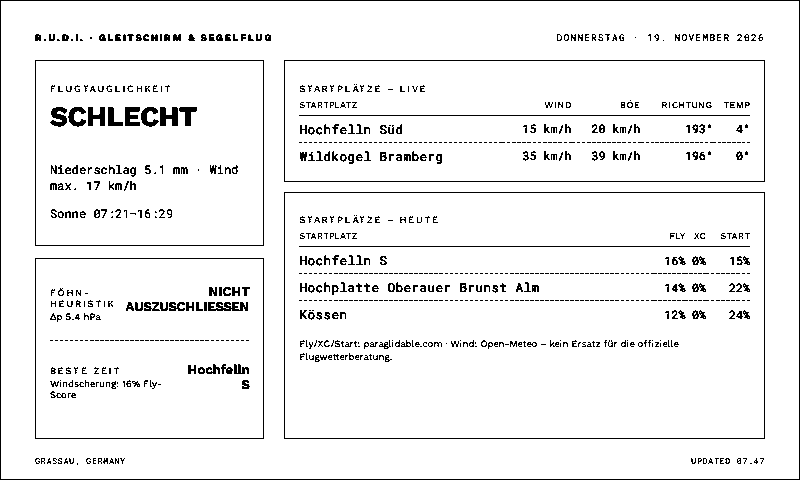 R.U.D.I. · GLEITSCHIRM & SEGELFLUG
DONNERSTAG · 19. NOVEMBER 2026
FLUGTAUGLICHKEIT
SCHLECHT
Niederschlag 5.1 mm · Wind
max. 17 km/h
Sonne 07:21–16:29
FÖHN-
HEURISTIK
Δp 5.4 hPa
NICHT
AUSZUSCHLIESSEN
BESTE ZEIT
Windscherung: 16% Fly-
Score
Hochfelln
S
STARTPLÄTZE – LIVE
STARTPLATZ WIND BÖE RICHTUNG TEMP
Hochfelln Süd 15 km/h 20 km/h 193° 4°
Wildkogel Bramberg 35 km/h 39 km/h 196° 0°
STARTPLÄTZE – HEUTE
STARTPLATZ FLY XC START
Hochfelln S 16% 0% 15%
Hochplatte Oberauer Brunst Alm 14% 0% 22%
Kössen 12% 0% 24%
Fly/XC/Start: paraglidable.com · Wind: Open-Meteo – kein Ersatz für die offizielle
Flugwetterberatung.
GRASSAU, GERMANY
UPDATED 07.47